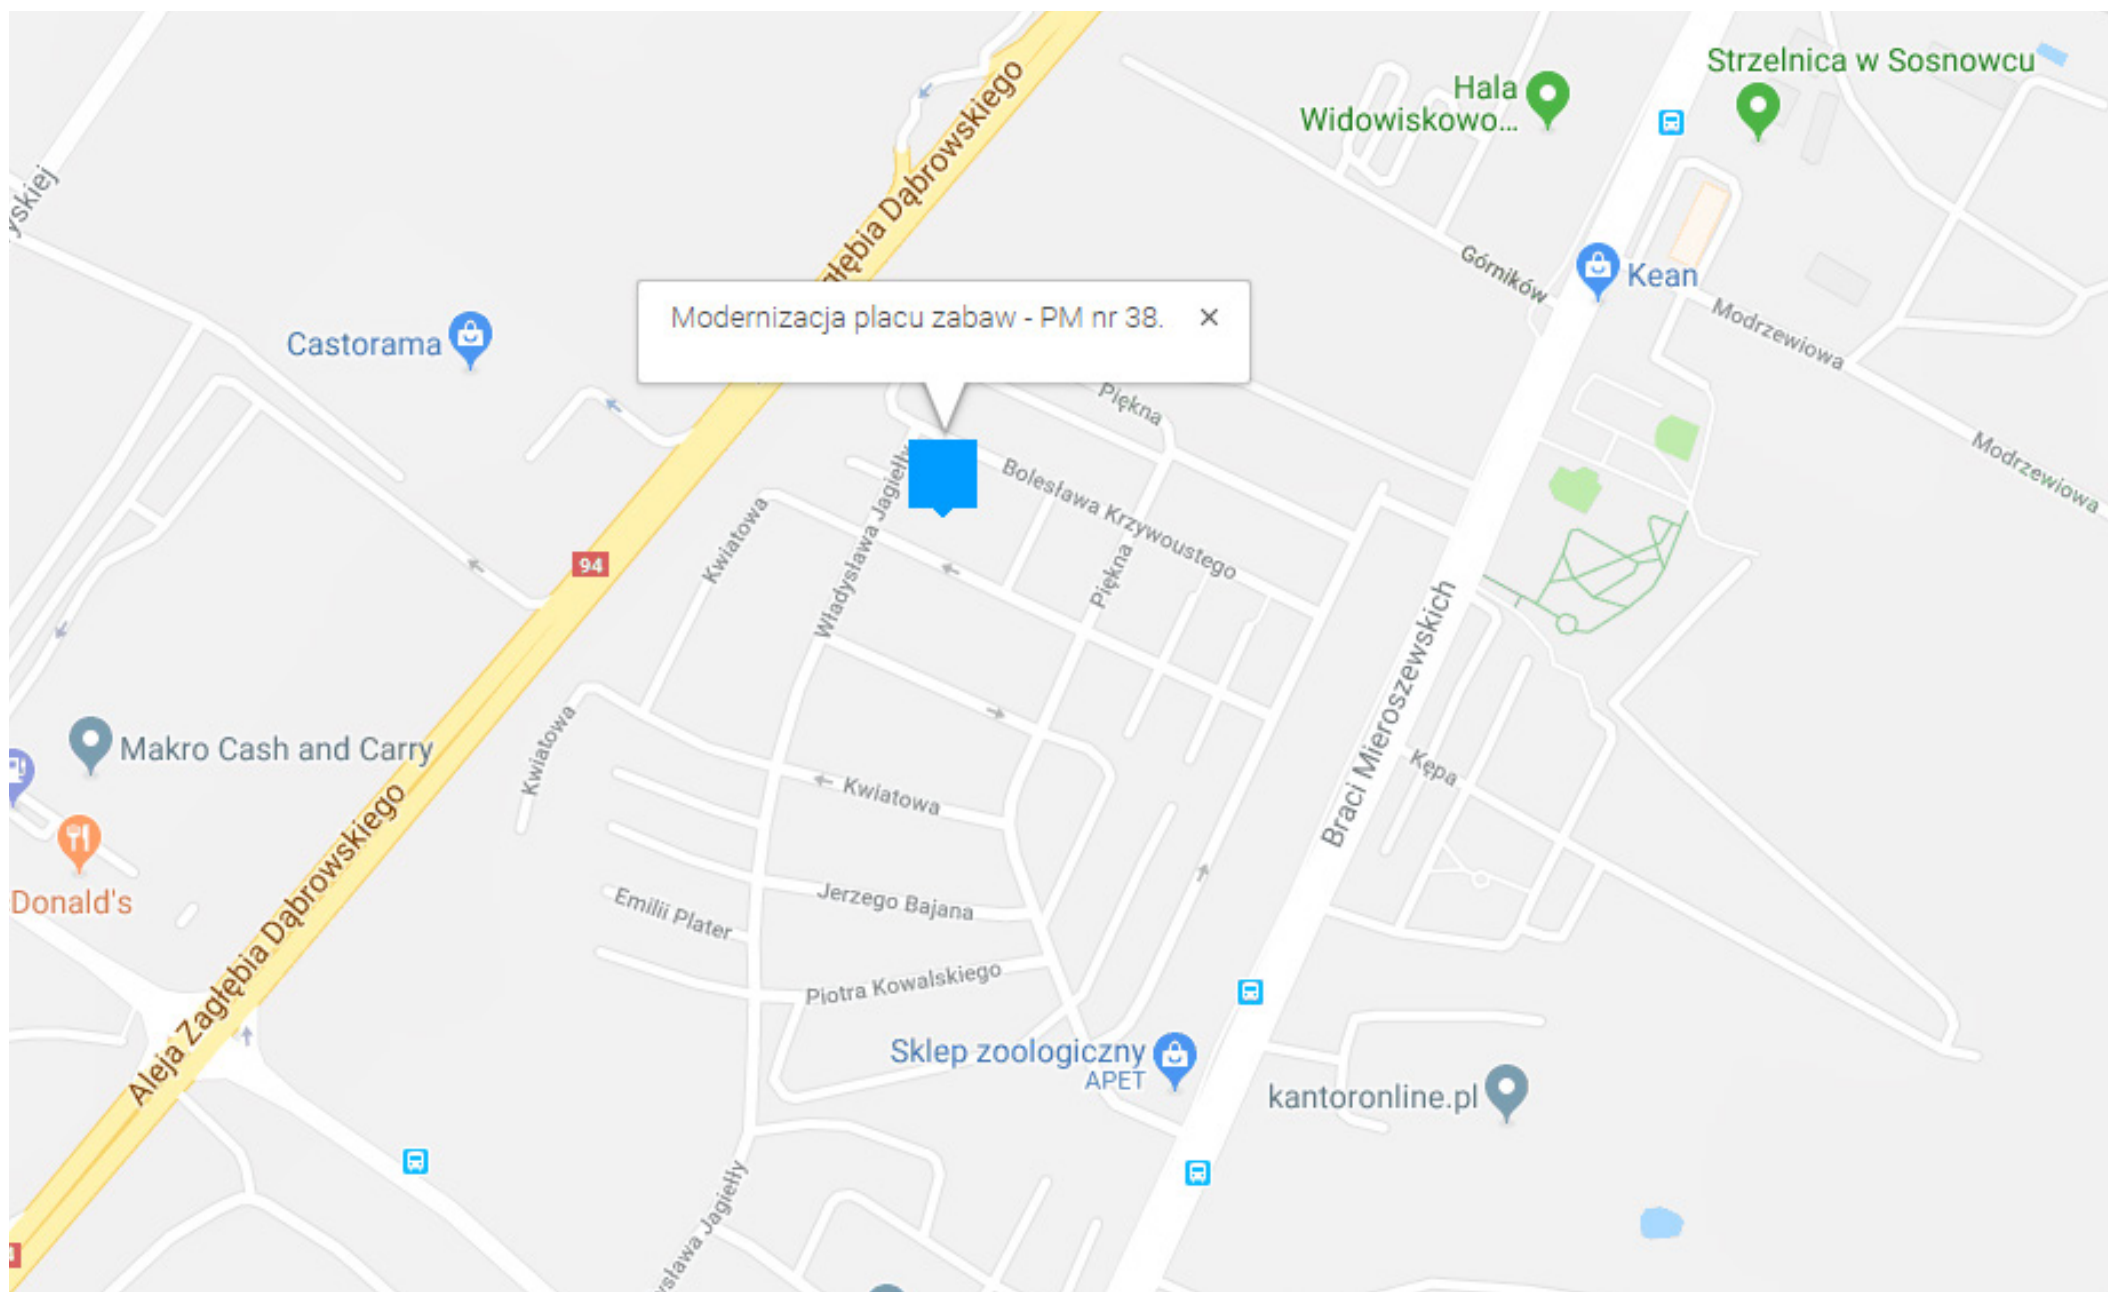 Strzelnica w Sosnowcu
Hala
Widowiskowo...
Aleja Zagłębia Dąbrowskiego
Górników
Kean
Modrzewiowa
Modernizacja placu zabaw - PM nr 38. ×
Castorama
Piękna
Modrzewiowa
Bolesława Krzywoustego
Władysława Jagiełły
Kwiatowa
94
Piękna
Braci Mieroszewskich
Kwiatowa
Makro Cash and Carry
Kępa
Kwiatowa
Donald's
Jerzego Bajana
Emilii Plater
Aleja Zagłębia Dąbrowskiego
Piotra Kowalskiego
Sklep zoologiczny
APET
kantoronline.pl